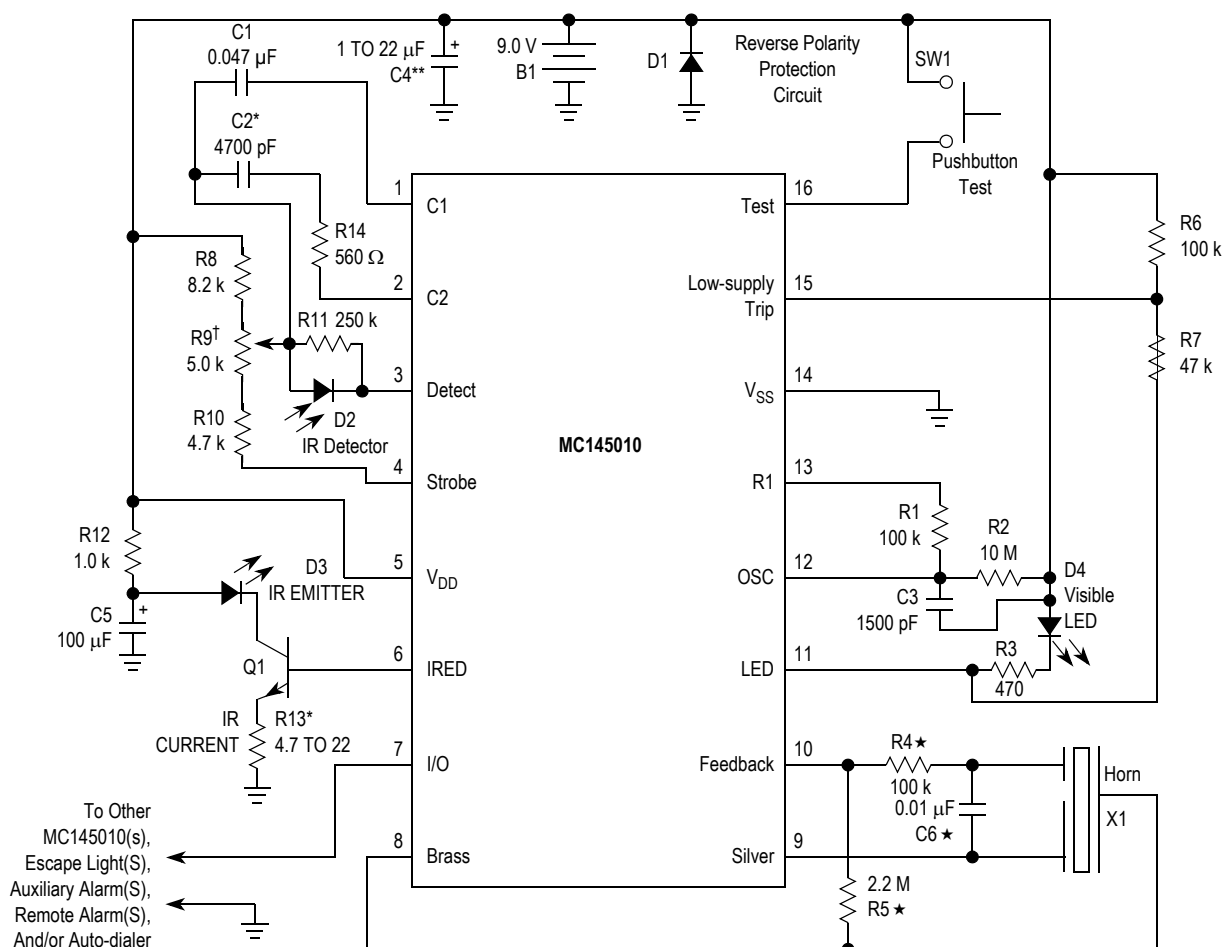 C1
0.047 µF
1 TO 22 µF
+
C4**
9.0 V
B1
D1
Reverse Polarity
Protection
Circuit
SW1
Pushbutton
Test
C2*
4700 pF
R14
560 Ω
R8
8.2 k
R9†
5.0 k
R10
4.7 k
R11 250 k
D2
IR Detector
R12
1.0 k
C5
+
100 µF
D3
IR EMITTER
Q1
IR
CURRENT
R13*
4.7 TO 22
To Other
MC145010(s),
Escape Light(S),
Auxiliary Alarm(S),
Remote Alarm(S),
And/or Auto-dialer
1
C1
2
C2
3
Detect
4
Strobe
5
VDD
6
IRED
7
I/O
8
Brass
MC145010
16
Test
15
Low-supply
Trip
14
VSS
13
R1
12
OSC
11
LED
10
Feedback
9
Silver
R6
100 k
R7
47 k
R1
100 k
R2
10 M
C3
1500 pF
D4
Visible
LED
R3
470
R4★
100 k
0.01 µF
C6★
Horn
X1
2.2 M
R5★